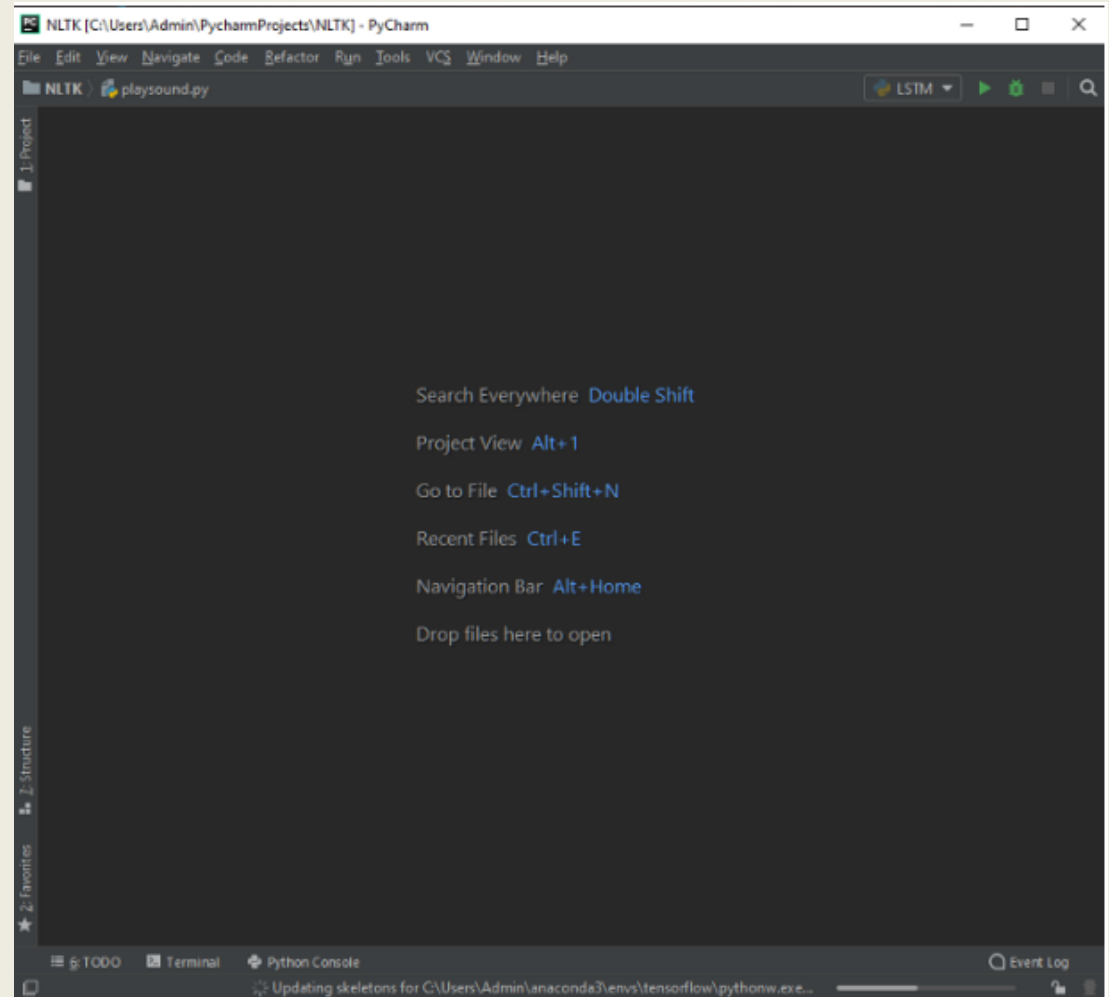 NLTK [C:\Users\Admin\PycharmProjects\NLTK] - PyCharm
File Edit View Navigate Code Refactor Run Tools VCS Window Help
NLTK playsound.py LSTM
1: Project
Search Everywhere Double Shift
Project View Alt+1
Go to File Ctrl+Shift+N
Recent Files Ctrl+E
Navigation Bar Alt+Home
Drop files here to open
Z: Structure
2: Favorites
6: TODO Terminal Python Console Event Log
Updating skeletons for C:\Users\Admin\anaconda3\envs\tensorflow\pythonw.exe...